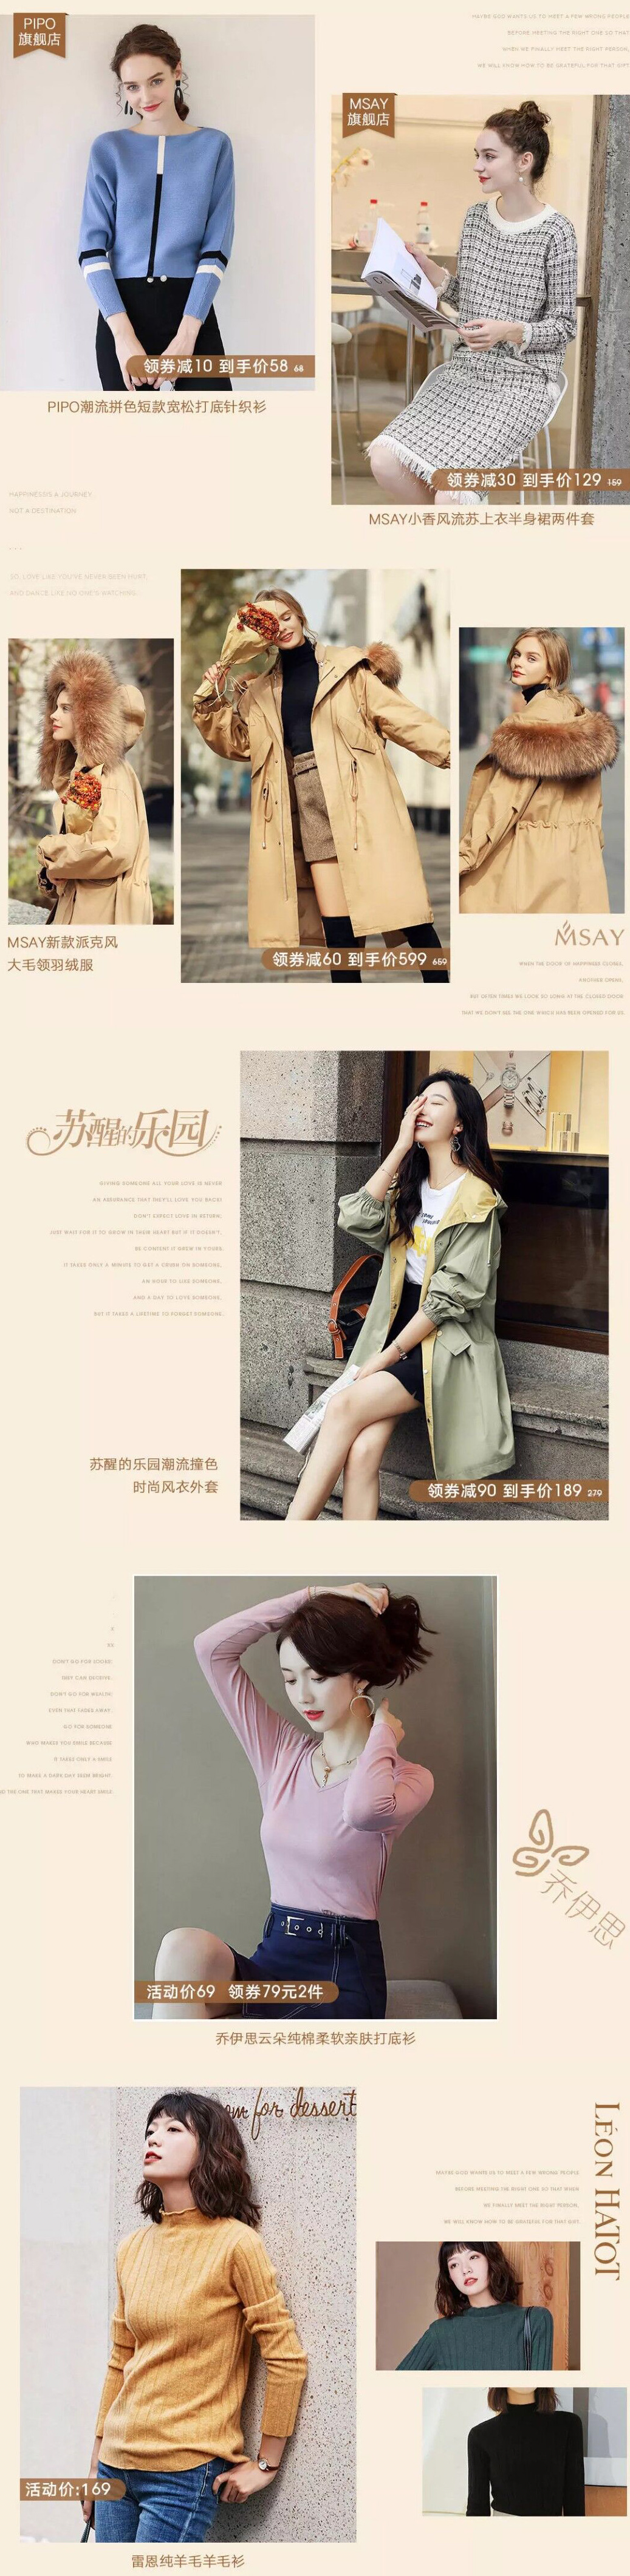 PIPO
旗舰店
MAYBE GOD WANTS US TO MEET A FEW WRONG PEOPLE
BEFORE MEETING THE RIGHT ONE SO THAT
WHEN WE FINALLY MEET THE RIGHT PERSON,
WE WILL KNOW HOW TO BE GRATEFUL FOR THAT GIFT
MSAY
旗舰店
领券减10 到手价58 68
PIPO潮流拼色短款宽松打底针织衫
领券减30 到手价129 159
MSAY小香风流苏上衣半身裙两件套
HAPPINESS IS A JOURNEY
NOT A DESTINATION
...
SO, LOVE LIKE YOU'VE NEVER BEEN HURT,
AND DANCE LIKE NO ONE'S WATCHING.
领券减60 到手价599 659
MSAY新款派克风
大毛领羽绒服
MSAY
WHEN THE DOOR OF HAPPINESS CLOSES,
ANOTHER OPENS,
BUT OFTEN TIMES WE LOOK SO LONG AT THE CLOSED DOOR
THAT WE DON'T SEE THE ONE WHICH HAS BEEN OPENED FOR US
苏醒的乐园
GIVING SOMEONE ALL YOUR LOVE IS NEVER
AN ASSURANCE THAT THEY'LL LOVE YOU BACK!
DON'T EXPECT LOVE IN RETURN;
JUST WAIT FOR IT TO GROW IN THEIR HEART BUT IF IT DOESN'T,
BE CONTENT IT GREW IN YOURS
IT TAKES ONLY A MINUTE TO GET A CRUSH ON SOMEONE,
AN HOUR TO LIKE SOMEONE,
AND A DAY TO LOVE SOMEONE,
BUT IT TAKES A LIFETIME TO FORGET SOMEONE.
苏醒的乐园潮流撞色
时尚风衣外套
领券减90 到手价189 279
DON'T GO FOR LOOKS;
THEY CAN DECEIVE.
DON'T GO FOR WEALTH;
EVEN THAT FADES AWAY.
GO FOR SOMEONE
WHO MAKES YOU SMILE BECAUSE
IT TAKES ONLY A SMILE
TO MAKE A DARK DAY SEEM BRIGHT.
THE ONE THAT MAKES YOUR HEART SMILE
乔伊思
活动价69 领券79元2件
乔伊思云朵纯棉柔软亲肤打底衫
for dessert
LÉON HATOT
MAYBE GOD WANTS US TO MEET A FEW WRONG PEOPLE
BEFORE MEETING THE RIGHT ONE SO THAT WHEN
WE FINALLY MEET THE RIGHT PERSON,
WE WILL KNOW HOW TO BE GRATEFUL FOR THAT GIFT.
活动价:169
雷恩纯羊毛羊毛衫